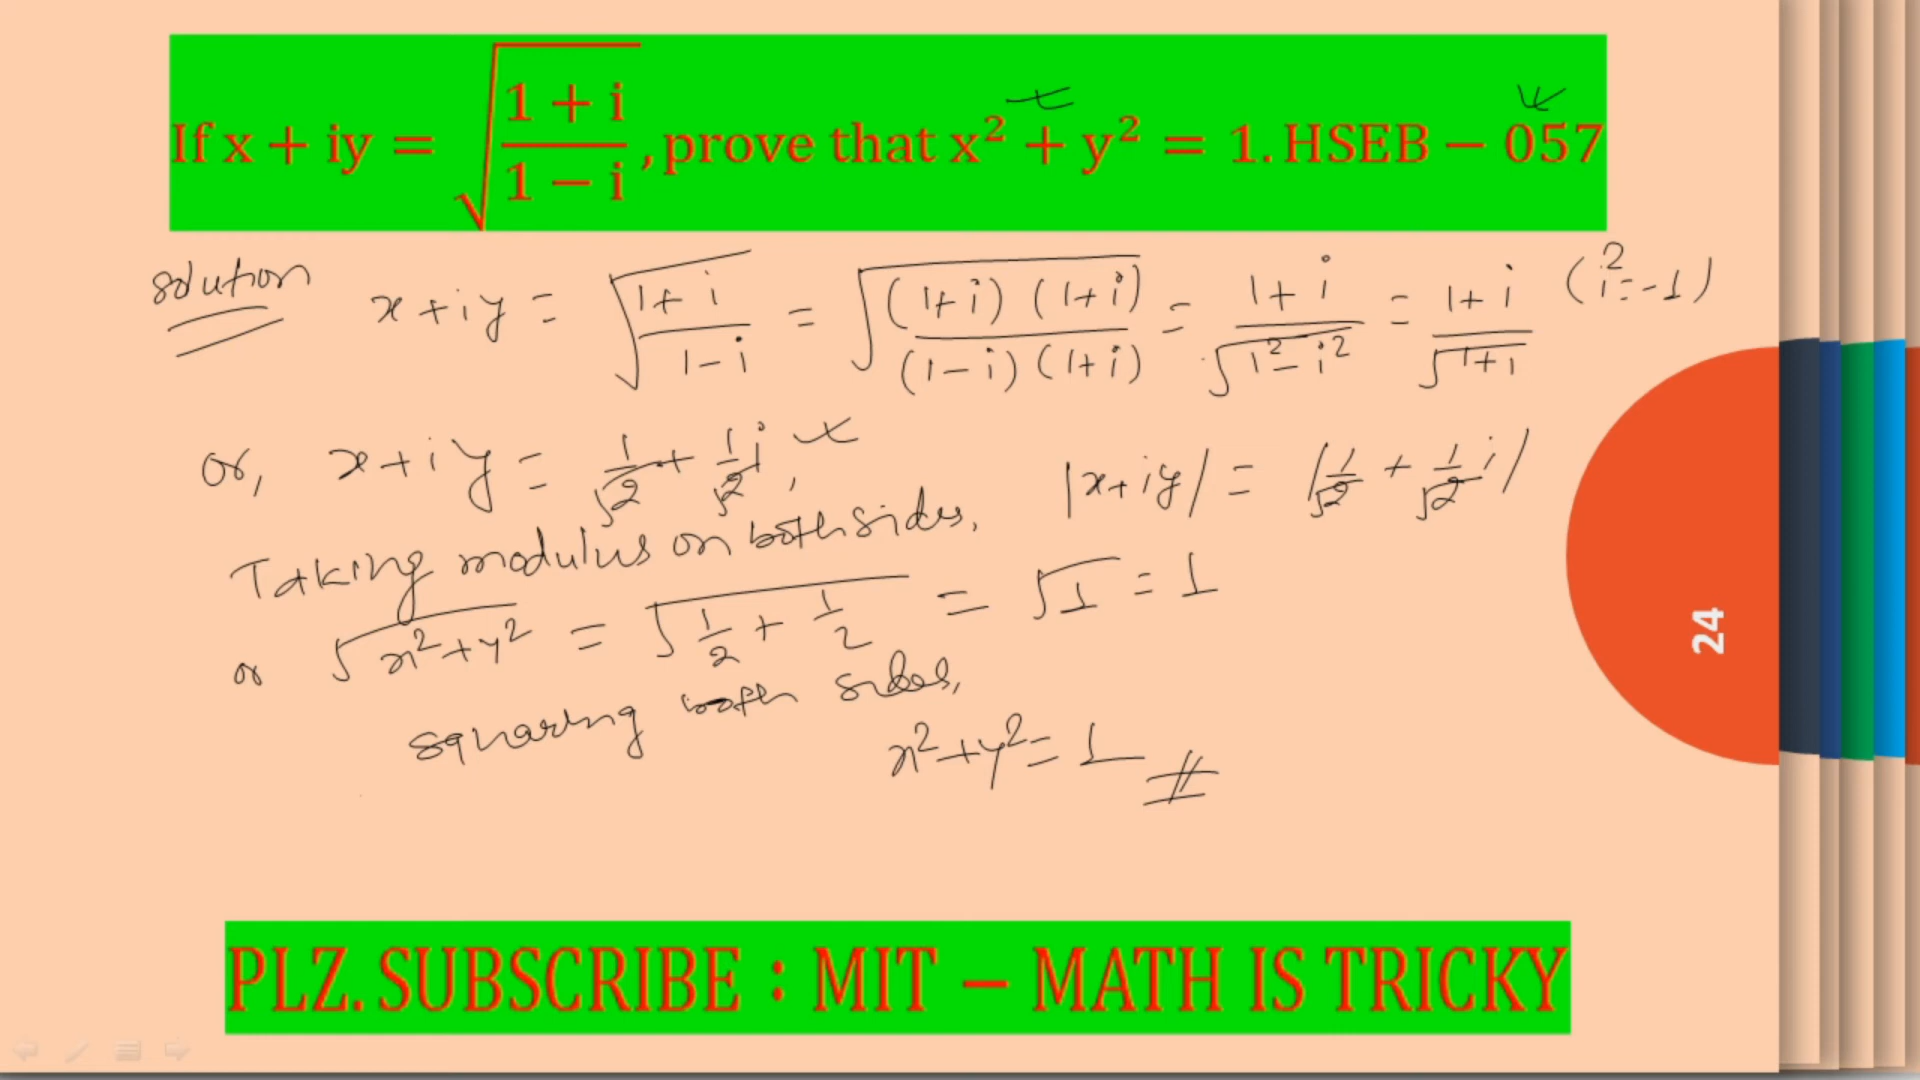 If x + iy = √((1 + i)/(1 − i)), prove that x² + y² = 1. HSEB − 057
solution x + iy = √((1 + i)/(1 − i)) = √(((1 + i) (1 + i))/((1 − i) (1 + i))) = (1 + i)/√(1² − i²) = (1 + i)/√(1 + 1) (i² = −1)
or, x + iy = 1/√2 + 1/√2 i,
Taking modulus on both sides, |x + iy| = |1/√2 + 1/√2 i|
or √(x² + y²) = √(1/2 + 1/2) = √1 = 1
squaring both sides,
x² + y² = 1 #
24
PLZ. SUBSCRIBE : MIT − MATH IS TRICKY